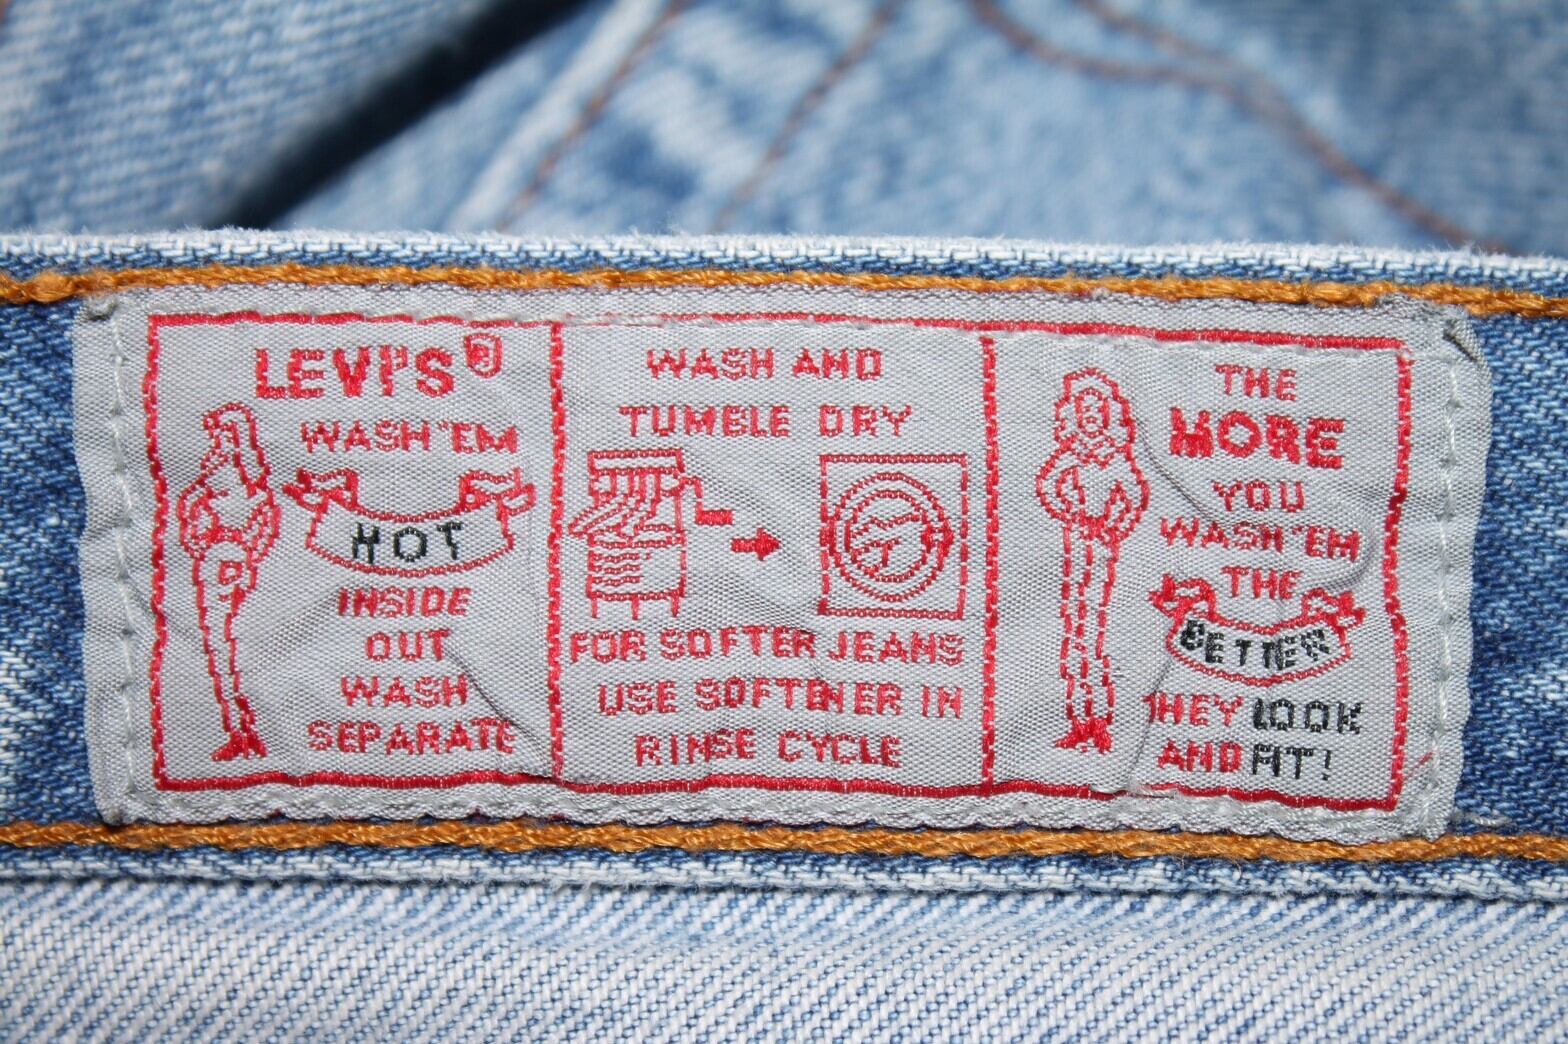 LEVI'S®
WASH 'EM
HOT
INSIDE
OUT
WASH
SEPARATE
WASH AND
TUMBLE DRY
FOR SOFTER JEANS
USE SOFTENER IN
RINSE CYCLE
THE
MORE
YOU
WASH 'EM
THE
BETTER
THEY LOOK
AND FIT!